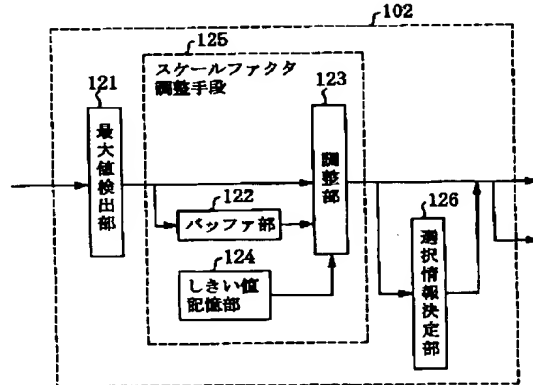 102
125
スケールファクタ
調整手段
121
最大値検出部
123
調整部
122
バッファ部
124
しきい値
記憶部
126
選択情報決定部